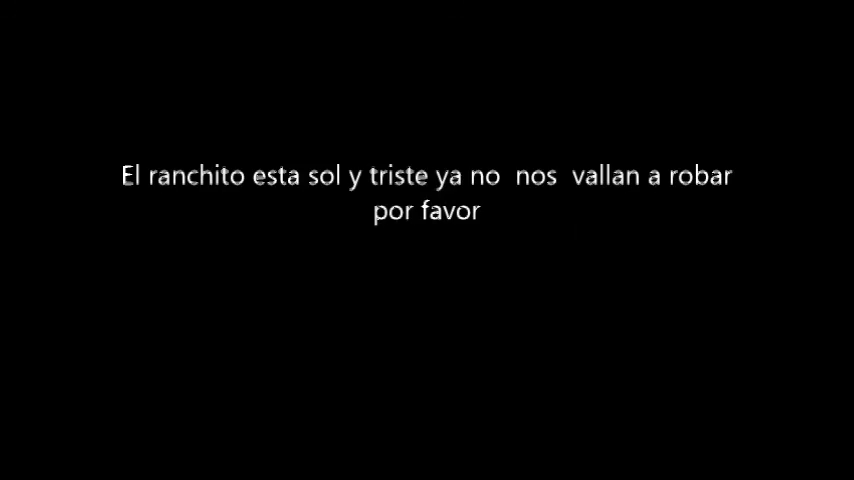 El ranchito esta sol y triste ya no  nos  vallan a robar
por favor